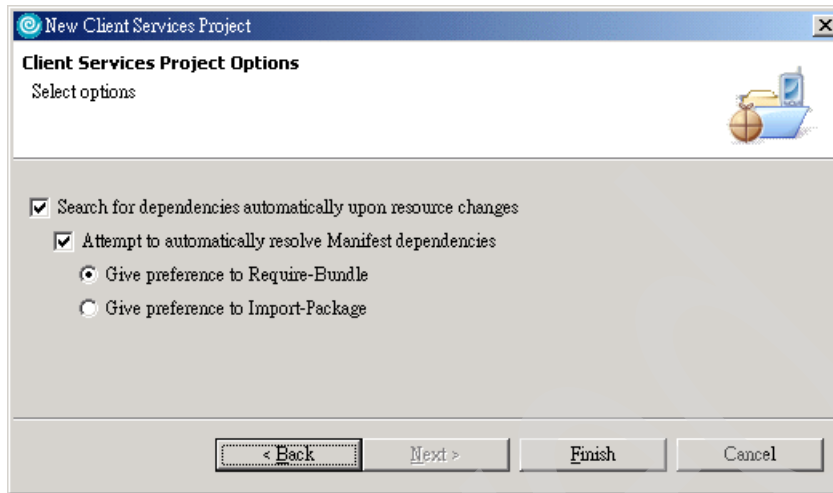 New Client Services Project
Client Services Project Options
Select options
Search for dependencies automatically upon resource changes
Attempt to automatically resolve Manifest dependencies
Give preference to Require-Bundle
Give preference to Import-Package
< Back Next > Finish Cancel